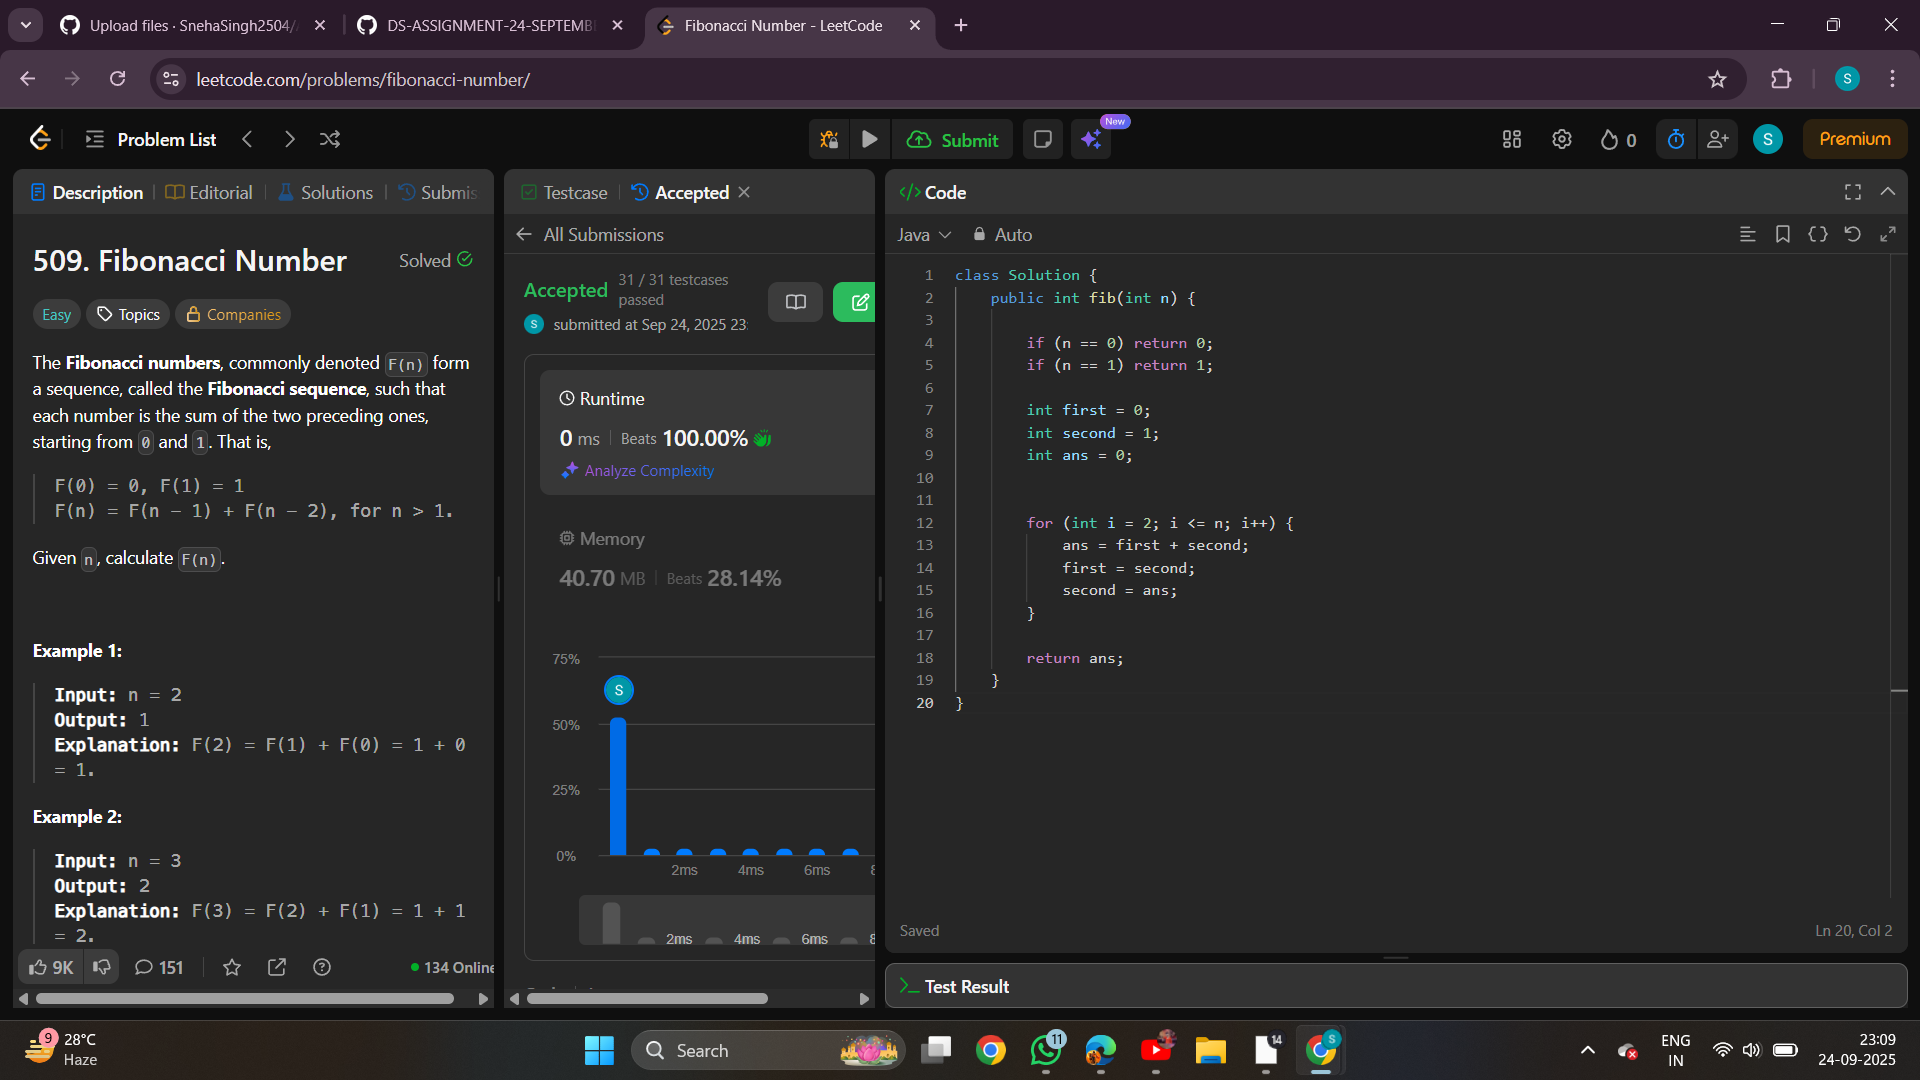 Upload files · SnehaSingh2504/
DS-ASSIGNMENT-24-SEPTEMB
Fibonacci Number - LeetCode
leetcode.com/problems/fibonacci-number/
S
Problem List
Submit
New
0
S
Premium
Description
Editorial
Solutions
Submis
509. Fibonacci Number
Solved
Easy
Topics
Companies
The Fibonacci numbers, commonly denoted F(n) form
a sequence, called the Fibonacci sequence, such that
each number is the sum of the two preceding ones,
starting from 0 and 1. That is,
F(0) = 0, F(1) = 1
F(n) = F(n - 1) + F(n - 2), for n > 1.
Given n, calculate F(n).
Example 1:
Input: n = 2
Output: 1
Explanation: F(2) = F(1) + F(0) = 1 + 0
= 1.
Example 2:
Input: n = 3
Output: 2
Explanation: F(3) = F(2) + F(1) = 1 + 1
= 2.
9K
151
134 Online
Testcase
Accepted
All Submissions
Accepted
31 / 31 testcases
passed
S
submitted at Sep 24, 2025 23:
Runtime
0 ms
Beats 100.00%
Analyze Complexity
Memory
40.70 MB
Beats 28.14%
75%
S
50%
25%
0%
2ms
4ms
6ms
8
2ms
4ms
6ms
8
Code
Java
Auto
1 class Solution {
2 public int fib(int n) {
3
4 if (n == 0) return 0;
5 if (n == 1) return 1;
6
7 int first = 0;
8 int second = 1;
9 int ans = 0;
10
11
12 for (int i = 2; i <= n; i++) {
13 ans = first + second;
14 first = second;
15 second = ans;
16 }
17
18 return ans;
19 }
20 }
Saved
Ln 20, Col 2
Test Result
9
28°C
Haze
Search
11
14
S
ENG
IN
23:09
24-09-2025